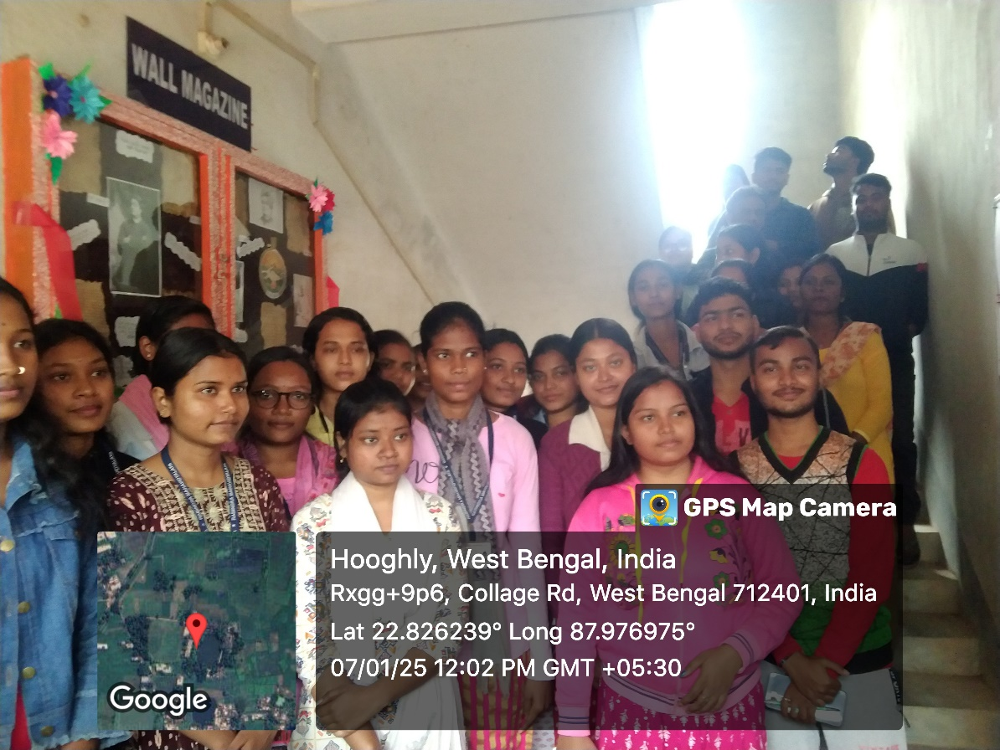 WALL MAGAZINE
GPS Map Camera
Hooghly, West Bengal, India
Rxgg+9p6, Collage Rd, West Bengal 712401, India
Lat 22.826239° Long 87.976975°
07/01/25 12:02 PM GMT +05:30
Google